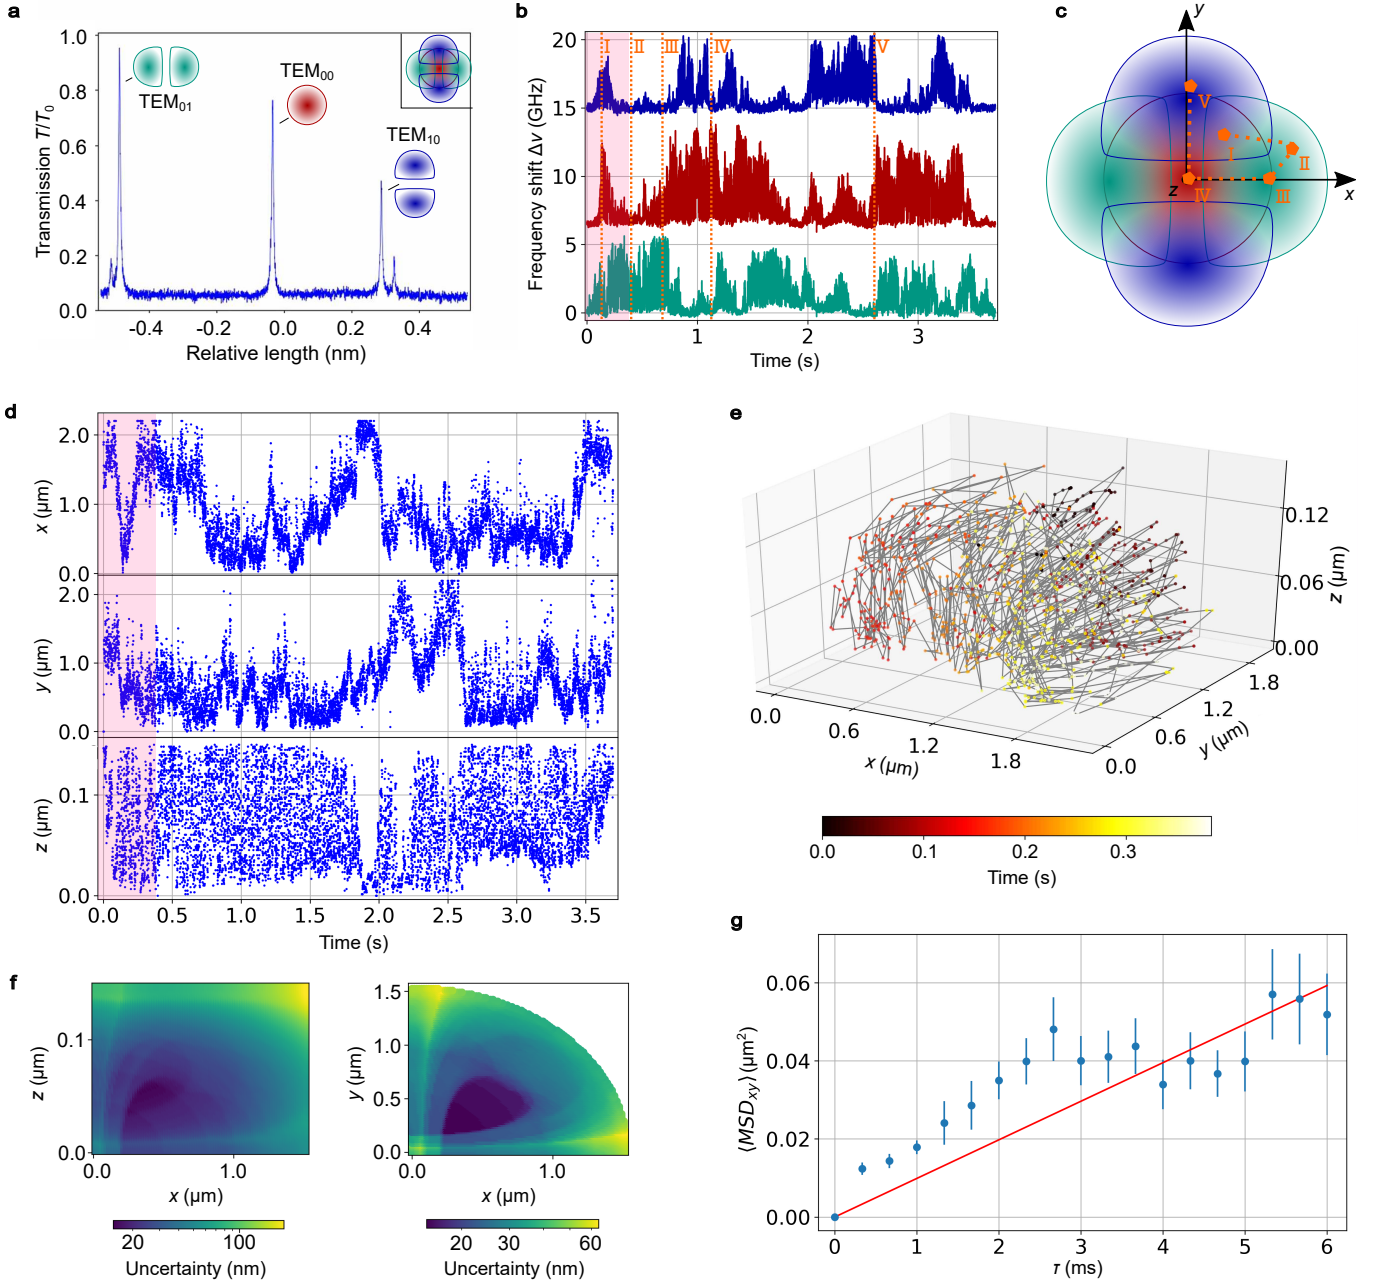 a
1.0
0.8
0.6
0.4
0.2
0.0
Transmission T/T0
TEM01
TEM00
TEM10
-0.4
-0.2
0.0
0.2
0.4
Relative length (nm)
b
20
15
10
5
0
Frequency shift Δν (GHz)
I
II
III
IV
V
0
1
2
3
Time (s)
c
y
x
z
V
I
II
III
IV
d
2.0
1.0
0.0
x (μm)
2.0
1.0
0.0
y (μm)
0.1
0.0
z (μm)
0.0
0.5
1.0
1.5
2.0
2.5
3.0
3.5
Time (s)
e
0.12
0.06
0.00
z (μm)
0.0
0.6
1.2
1.8
x (μm)
0.0
0.6
1.2
1.8
y (μm)
0.0
0.1
0.2
0.3
Time (s)
f
0.1
0.0
z (μm)
0.0
1.0
x (μm)
20
100
Uncertainty (nm)
1.5
1.0
0.5
0.0
y (μm)
0.0
1.0
x (μm)
20
30
60
Uncertainty (nm)
g
0.06
0.04
0.02
0.00
⟨MSDxy⟩ (μm²)
0
1
2
3
4
5
6
τ (ms)